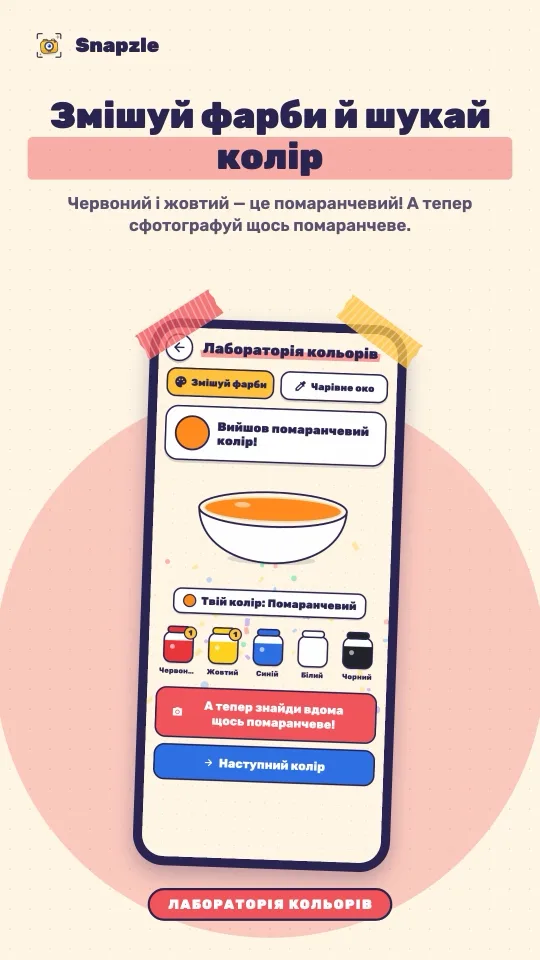 Snapzle
Змішуй фарби й шукай
колір
Червоний і жовтий — це помаранчевий! А тепер
сфотографуй щось помаранчеве.
Лабораторія кольорів
Змішуй фарби
Чарівне око
Вийшов помаранчевий
колір!
Твій колір: Помаранчевий
1
1
Червон...
Жовтий
Синій
Білий
Чорний
А тепер знайди вдома
щось помаранчеве!
Наступний колір
ЛАБОРАТОРІЯ КОЛЬОРІВ